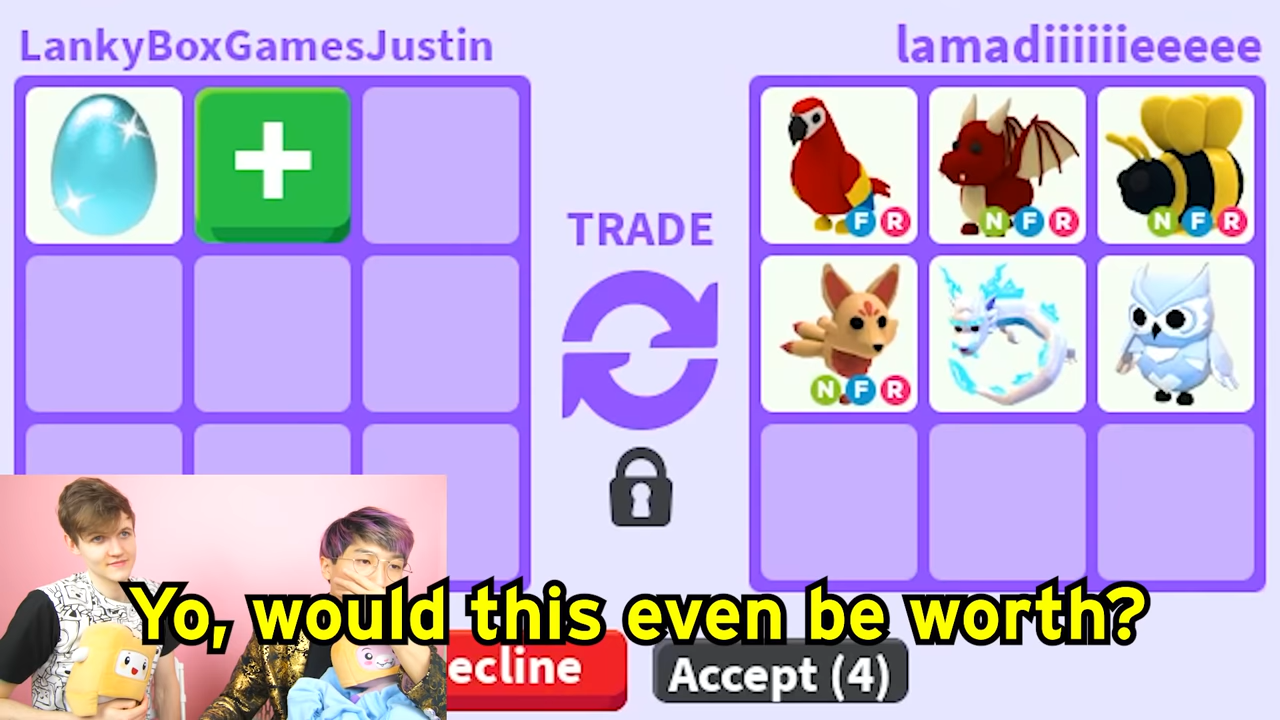 LankyBoxGamesJustin
lamadiiiiiieeeee
F R
N F R
N F R
TRADE
N F R
Yo, would this even be worth?
ecline
Accept (4)